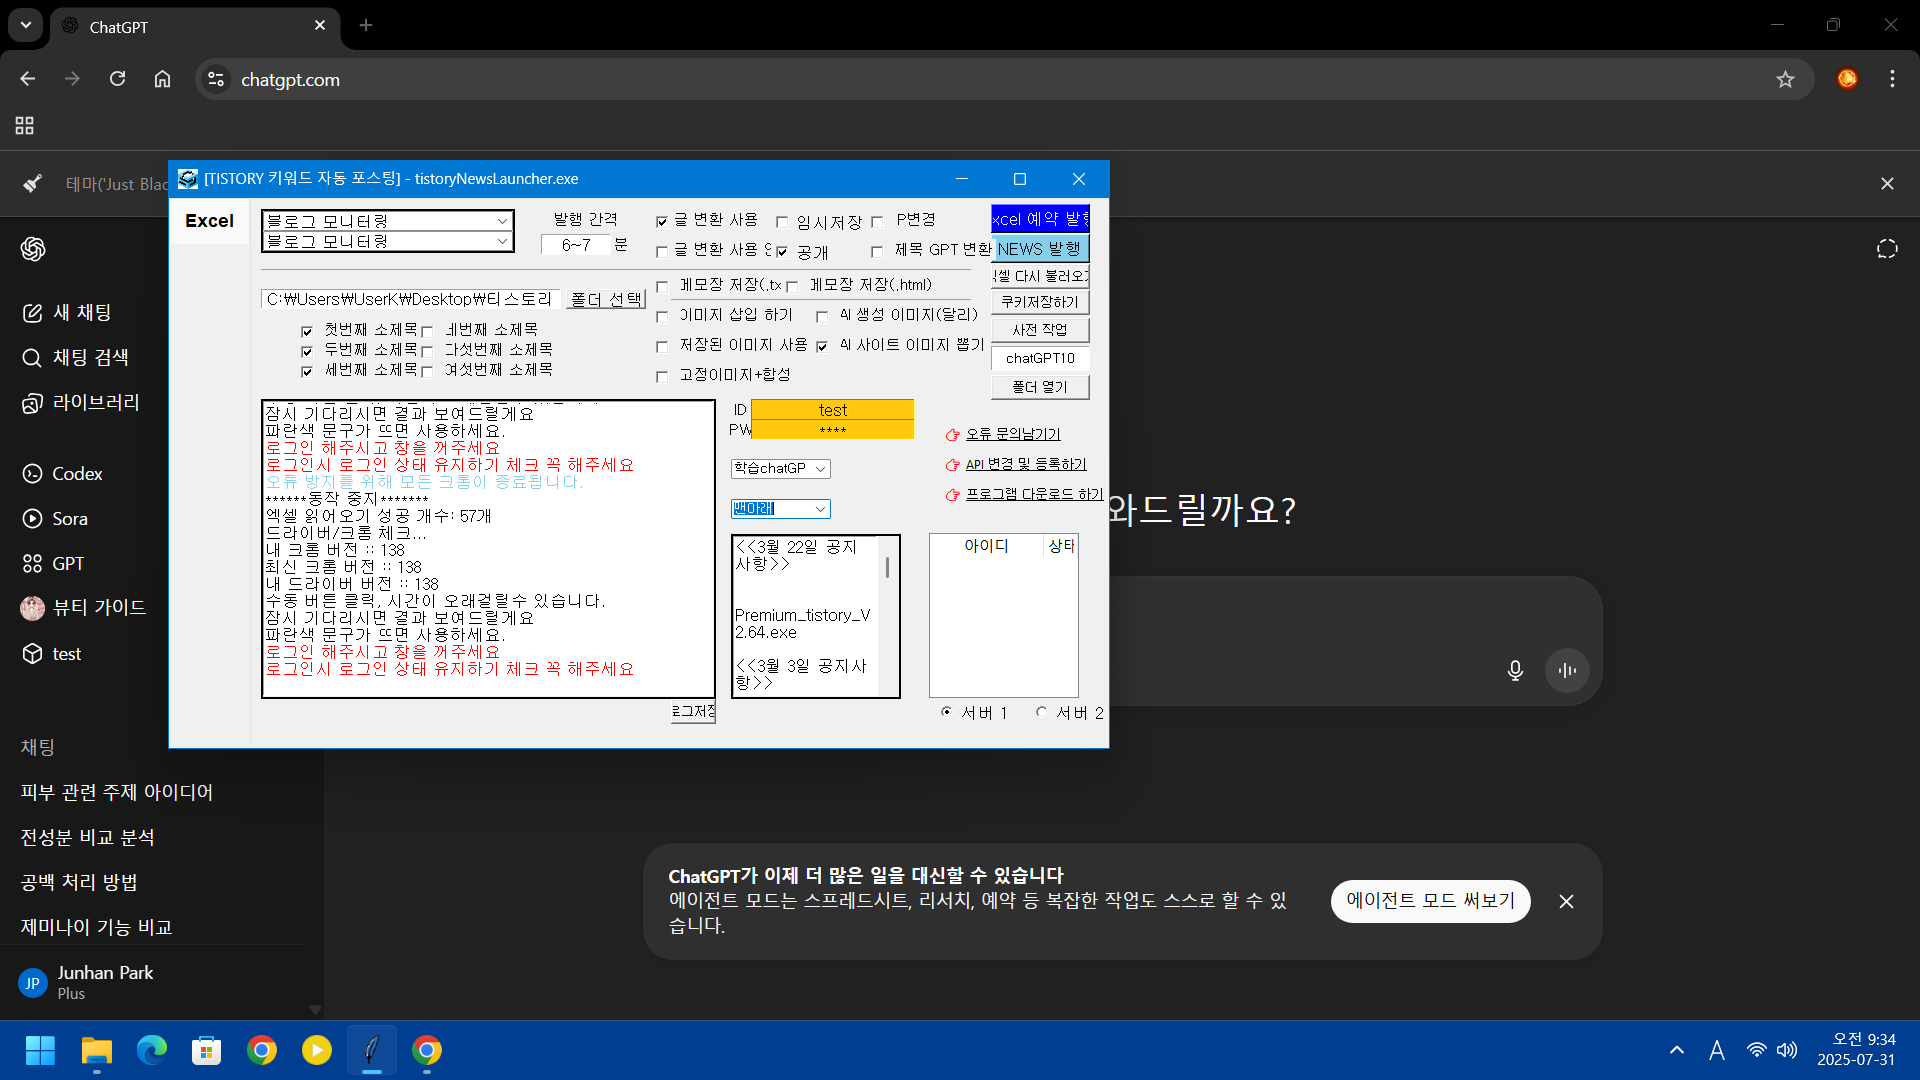 ChatGPT
chatgpt.com
테마('Just Blac
[TISTORY 키워드 자동 포스팅] - tistoryNewsLauncher.exe
Excel
블로그 모니터링
블로그 모니터링
발행 간격
6~7 분
글 변환 사용
임시저장
P변경
글 변환 사용 안
공개
제목 GPT 변환
xcel 예약 발행
NEWS 발행
엑셀 다시 불러오기
쿠키저장하기
사전 작업
chatGPT10
폴더 열기
C:₩Users₩UserK₩Desktop₩티스토리
폴더 선택
메모장 저장(.tx
메모장 저장(.html)
이미지 삽입 하기
AI 생성 이미지(달리)
저장된 이미지 사용
AI 사이트 이미지 뽑기
고정이미지+합성
첫번째 소제목
네번째 소제목
두번째 소제목
다섯번째 소제목
세번째 소제목
여섯번째 소제목
잠시 기다리시면 결과 보여드릴게요
파란색 문구가 뜨면 사용하세요.
로그인 해주시고 창을 꺼주세요
로그인시 로그인 상태 유지하기 체크 꼭 해주세요
오류 방지를 위해 모든 크롬이 종료됩니다.
******동작 중지*******
엑셀 읽어오기 성공 개수: 57개
드라이버/크롬 체크...
내 크롬 버전 :: 138
최신 크롬 버전 :: 138
내 드라이버 버전 :: 138
수동 버튼 클릭, 시간이 오래걸릴수 있습니다.
잠시 기다리시면 결과 보여드릴게요
파란색 문구가 뜨면 사용하세요.
로그인 해주시고 창을 꺼주세요
로그인시 로그인 상태 유지하기 체크 꼭 해주세요
로그저장
ID test
PW ****
학습chatGP
맨아래
<<3월 22일 공지
사항>>
Premium_tistory_V
2.64.exe
<<3월 3일 공지사
항>>
오류 문의남기기
API 변경 및 등록하기
프로그램 다운로드 하기
아이디 상태
서버 1
서버 2
새 채팅
채팅 검색
라이브러리
Codex
Sora
GPT
뷰티 가이드
test
채팅
피부 관련 주제 아이디어
전성분 비교 분석
공백 처리 방법
제미나이 기능 비교
JP
Junhan Park
Plus
와드릴까요?
ChatGPT가 이제 더 많은 일을 대신할 수 있습니다
에이전트 모드는 스프레드시트, 리서치, 예약 등 복잡한 작업도 스스로 할 수 있
습니다.
에이전트 모드 써보기
A
오전 9:34
2025-07-31